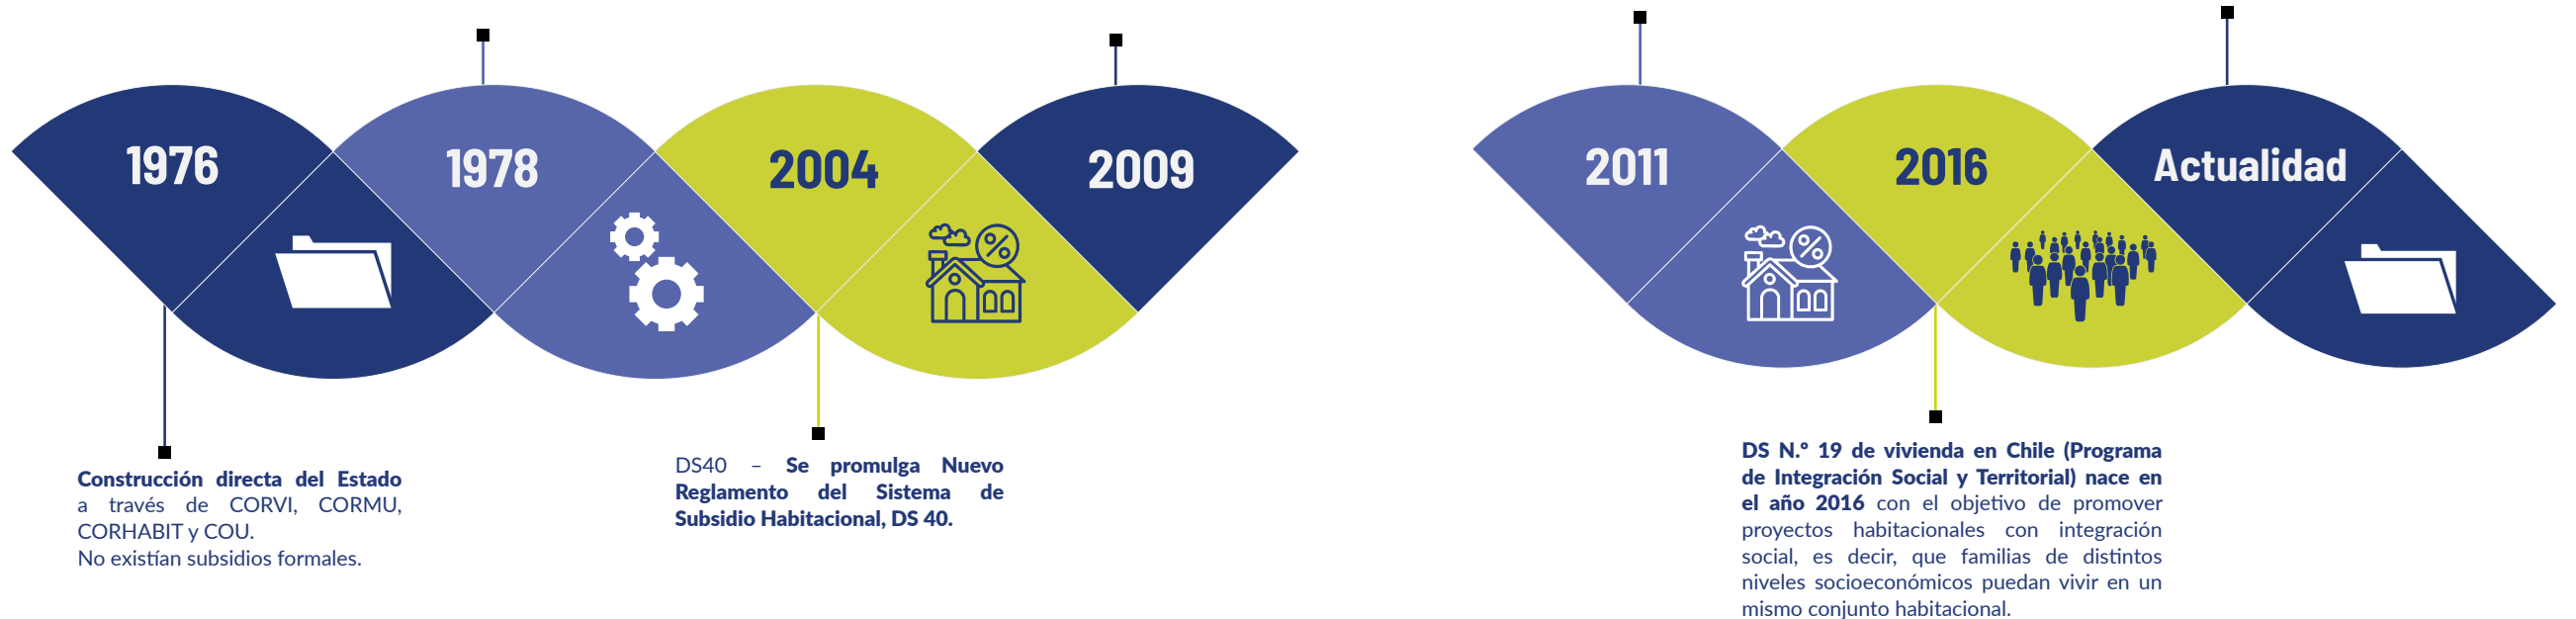 1976
1978
2004
2009
2011
2016
Actualidad
Construcción directa del Estado
a través de CORVI, CORMU,
CORHABIT y COU.
No existían subsidios formales.
DS40 – Se promulga Nuevo
Reglamento del Sistema de
Subsidio Habitacional, DS 40.
DS N.º 19 de vivienda en Chile (Programa
de Integración Social y Territorial) nace en
el año 2016 con el objetivo de promover
proyectos habitacionales con integración
social, es decir, que familias de distintos
niveles socioeconómicos puedan vivir en un
mismo conjunto habitacional.